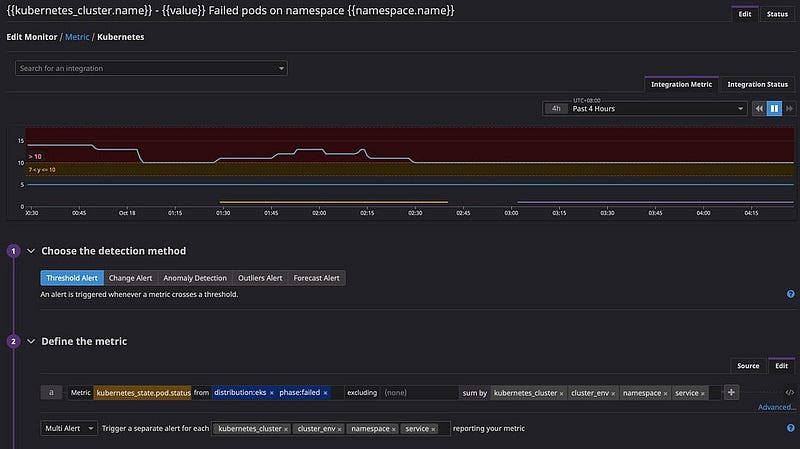 {{kubernetes_cluster.name}} - {{value}} Failed pods on namespace {{namespace.name}}
Edit Status
Edit Monitor / Metric / Kubernetes
Search for an integration
Integration Metric Integration Status
UTC+08:00
4h Past 4 Hours
15
> 10
10
7 < y <= 10
5
0
00:45 Oct 18 01:15 01:30 01:45 02:00 02:15 02:30 02:45 03:00 03:15 03:30 03:45 04:00 04:15
1 Choose the detection method
Threshold Alert Change Alert Anomaly Detection Outliers Alert Forecast Alert
An alert is triggered whenever a metric crosses a threshold.
2 Define the metric
Source Edit
a Metric kubernetes_state.pod.status from distribution:eks × phase:failed × excluding (none) sum by kubernetes_cluster × cluster_env × namespace × service × + </>
Advanced...
Multi Alert Trigger a separate alert for each kubernetes_cluster × cluster_env × namespace × service × reporting your metric